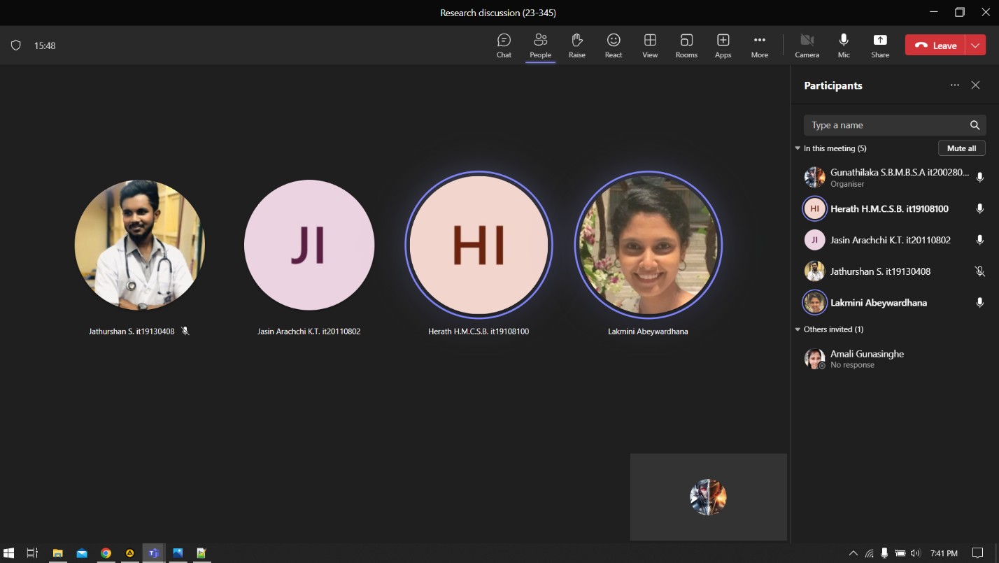 Research discussion (23-345)
15:48
Chat
People
Raise
React
View
Rooms
Apps
More
Camera
Mic
Share
Leave
Participants
Type a name
In this meeting (5)
Mute all
Gunathilaka S.B.M.B.S.A it200280...
Organiser
HI
Herath H.M.C.S.B. it19108100
JI
Jasin Arachchi K.T. it20110802
Jathurshan S. it19130408
Lakmini Abeywardhana
Others invited (1)
Amali Gunasinghe
No response
JI
HI
Jathurshan S. it19130408
Jasin Arachchi K.T. it20110802
Herath H.M.C.S.B. it19108100
Lakmini Abeywardhana
7:41 PM